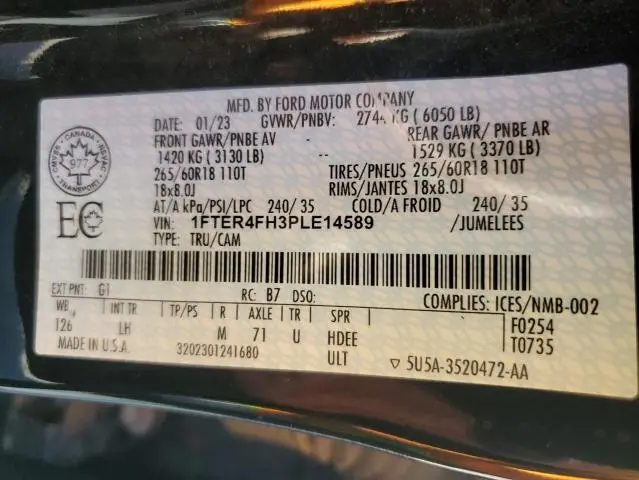 MFD. BY FORD MOTOR COMPANY
DATE: 01/23 GVWR/PNBV: 2744 KG ( 6050 LB)
FRONT GAWR/PNBE AV REAR GAWR/ PNBE AR
1420 KG ( 3130 LB) -- 1529 KG ( 3370 LB)
265/60R18 110T TIRES/PNEUS 265/60R18 110T
18x8.0J RIMS/JANTES 18x8.0J
AT/A kPa/PSI/LPC 240/ 35 COLD/A FROID 240/ 35
VIN: 1FTER4FH3PLE14589 /JUMELEES
TYPE: TRU/CAM
CANADA
977
TRANSPORT
EC
EXT PNT: G1 RC: B7 DSO: COMPLIES: ICES/NMB-002
WB INT TR TP/PS R AXLE TR SPR F0254
126 LH M 71 U HDEE T0735
MADE IN U.S.A. 3202301241680 ULT ▽ 5U5A-3520472-AA